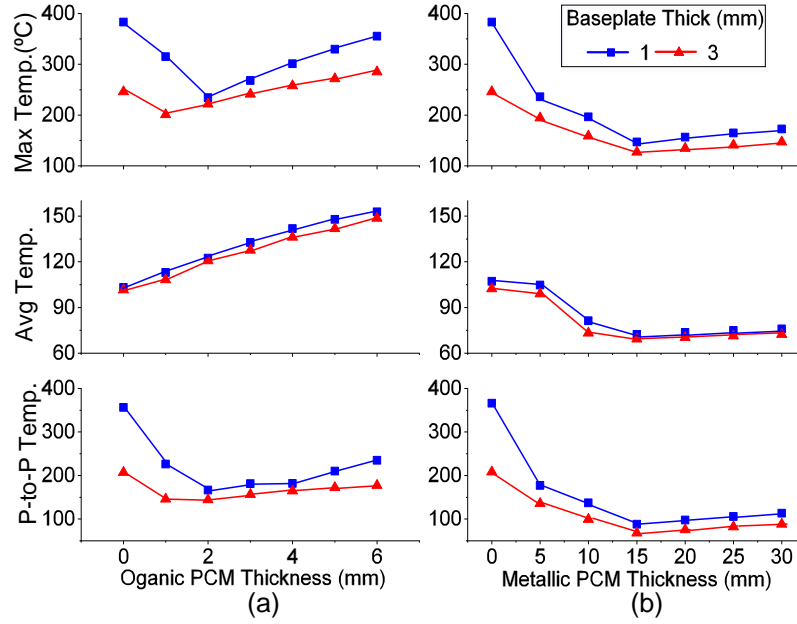 Max Temp.(ºC)
400
300
200
100
Baseplate Thick (mm)
1 3
400
300
200
100
Avg Temp.
150
120
90
60
150
120
90
60
P-to-P Temp.
400
300
200
100
0 2 4 6
Oganic PCM Thickness (mm)
(a)
400
300
200
100
0 5 10 15 20 25 30
Metallic PCM Thickness (mm)
(b)